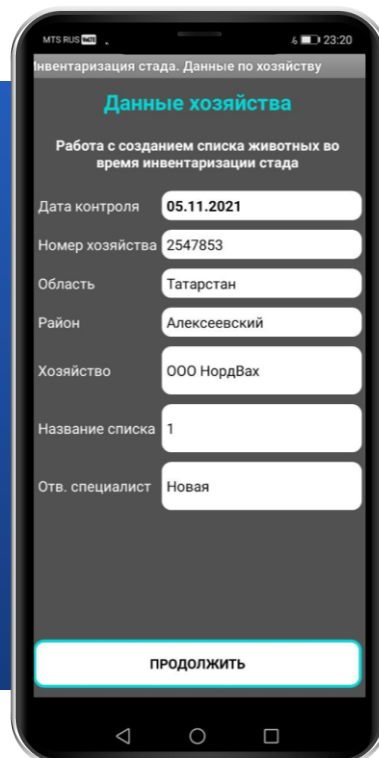 MTS RUS VoLTE
6 23:20
Инвентаризация стада. Данные по хозяйству
Данные хозяйства
Работа с созданием списка животных во
время инвентаризации стада
Дата контроля 05.11.2021
Номер хозяйства 2547853
Область Татарстан
Район Алексеевский
Хозяйство ООО НордВах
Название списка 1
Отв. специалист Новая
ПРОДОЛЖИТЬ